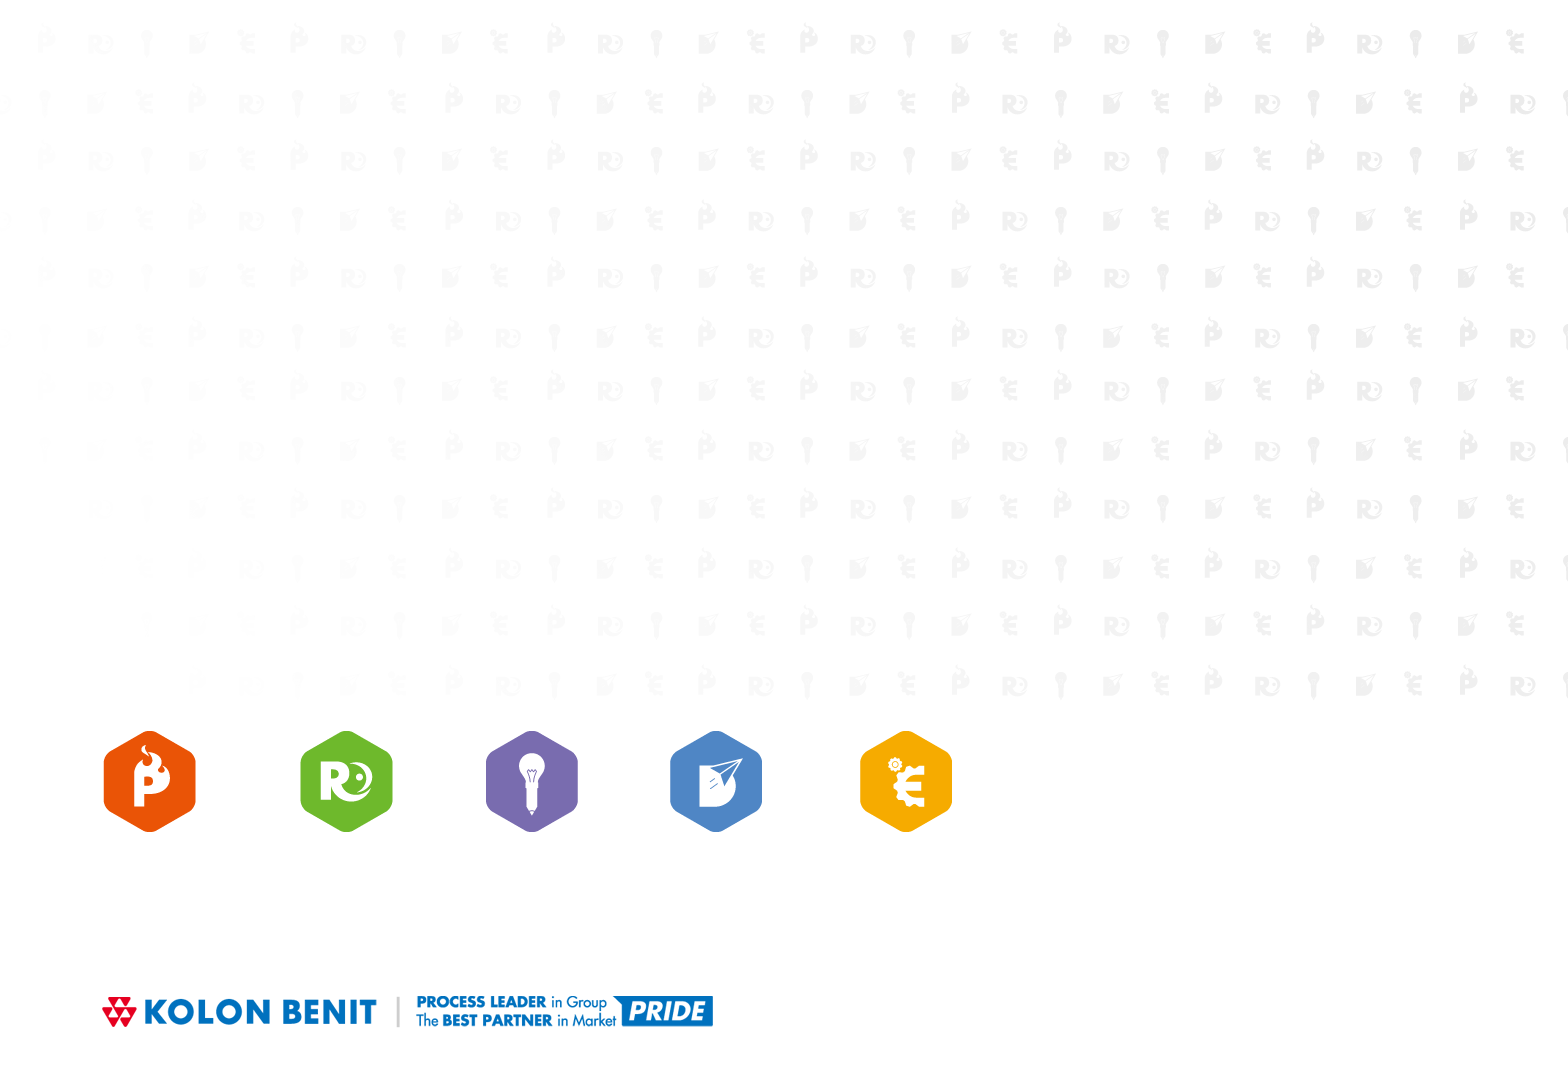 P R I D E
KOLON BENIT
PROCESS LEADER in Group
The BEST PARTNER in Market
PRIDE